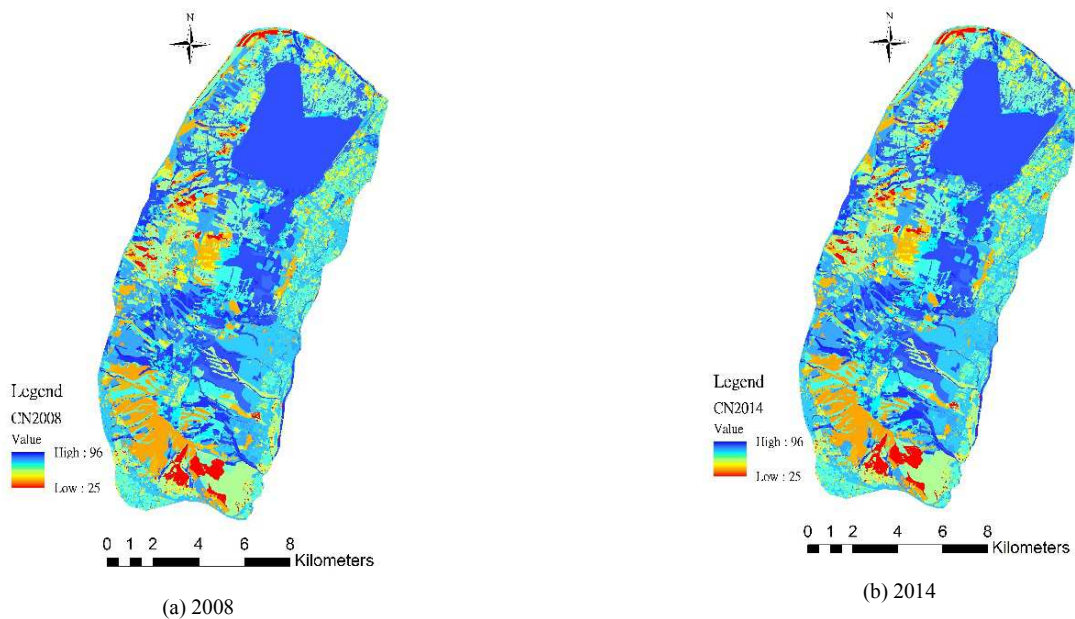 N
Legend
CN2008
Value
High : 96
Low : 25
0 1 2 4 6 8
Kilometers
(a) 2008
N
Legend
CN2014
Value
High : 96
Low : 25
0 1 2 4 6 8
Kilometers
(b) 2014